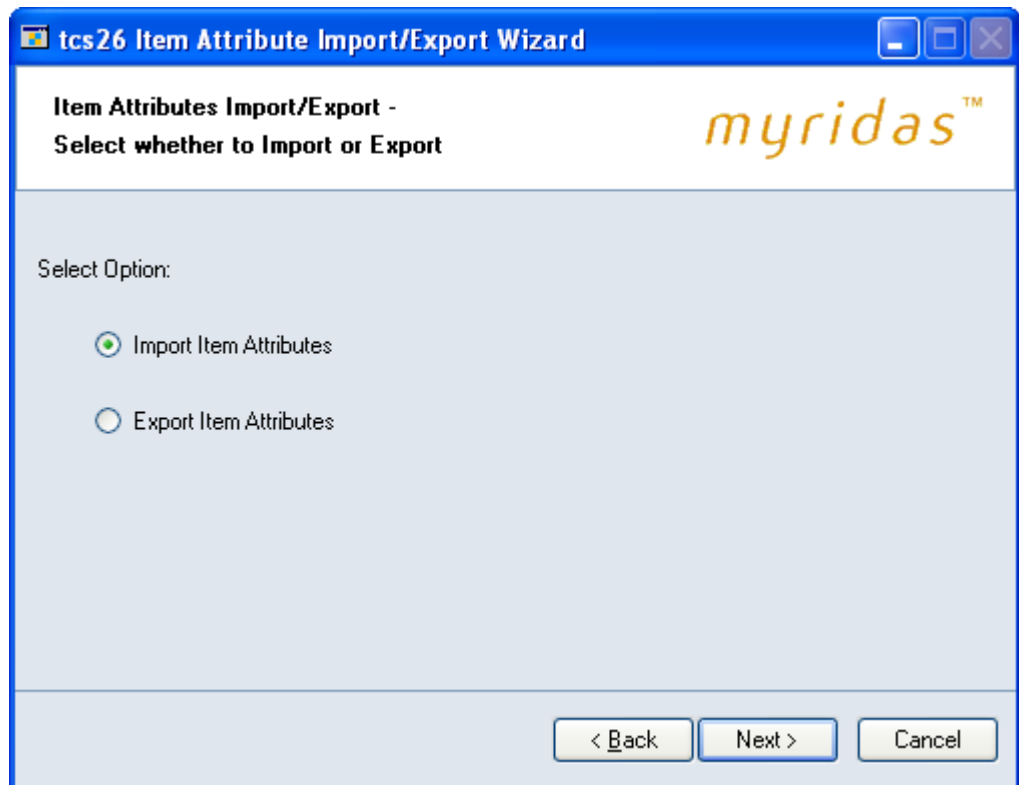 tcs26 Item Attribute Import/Export Wizard
Item Attributes Import/Export -
Select whether to Import or Export
myridas™
Select Option:
Import Item Attributes
Export Item Attributes
< Back
Next >
Cancel